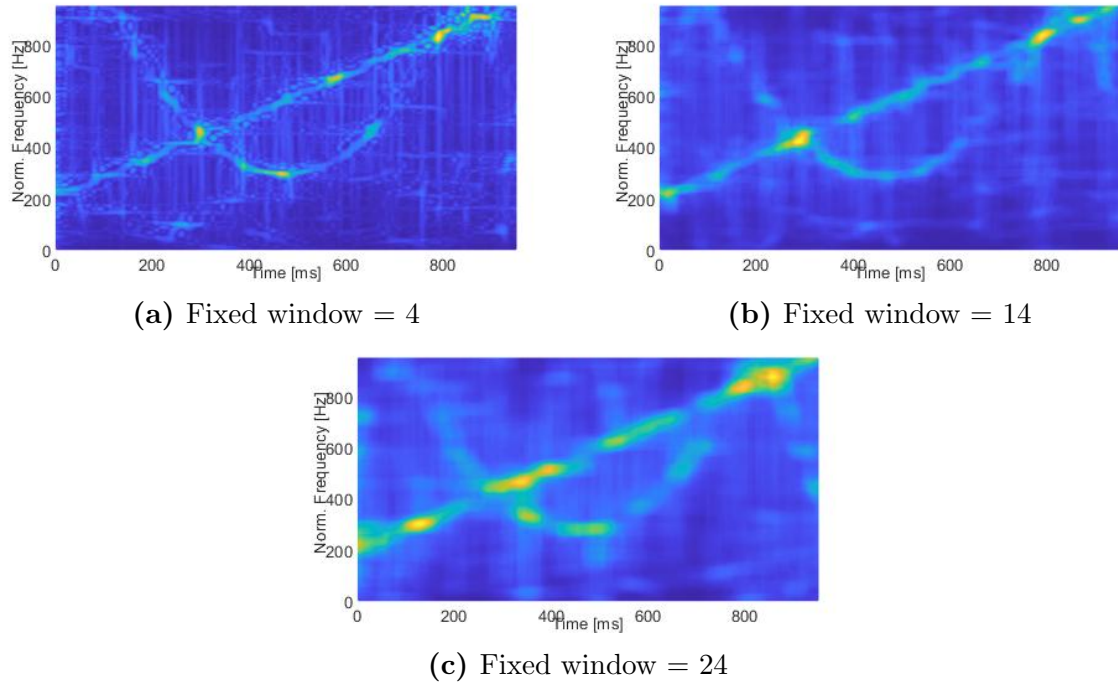 Norm. Frequency [Hz]
800
600
400
200
0
0 200 400 600 800
Time [ms]
(a) Fixed window = 4
Norm. Frequency [Hz]
800
600
400
200
0
0 200 400 600 800
Time [ms]
(b) Fixed window = 14
Norm. Frequency [Hz]
800
600
400
200
0
0 200 400 600 800
Time [ms]
(c) Fixed window = 24